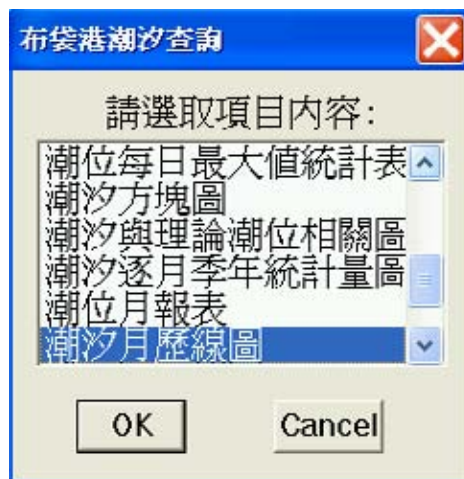 布袋港潮汐查詢
請選取項目內容:
潮位每日最大值統計表
潮汐方塊圖
潮汐與理論潮位相關圖
潮汐逐月季年統計量圖
潮位月報表
潮汐月歷線圖
OK
Cancel